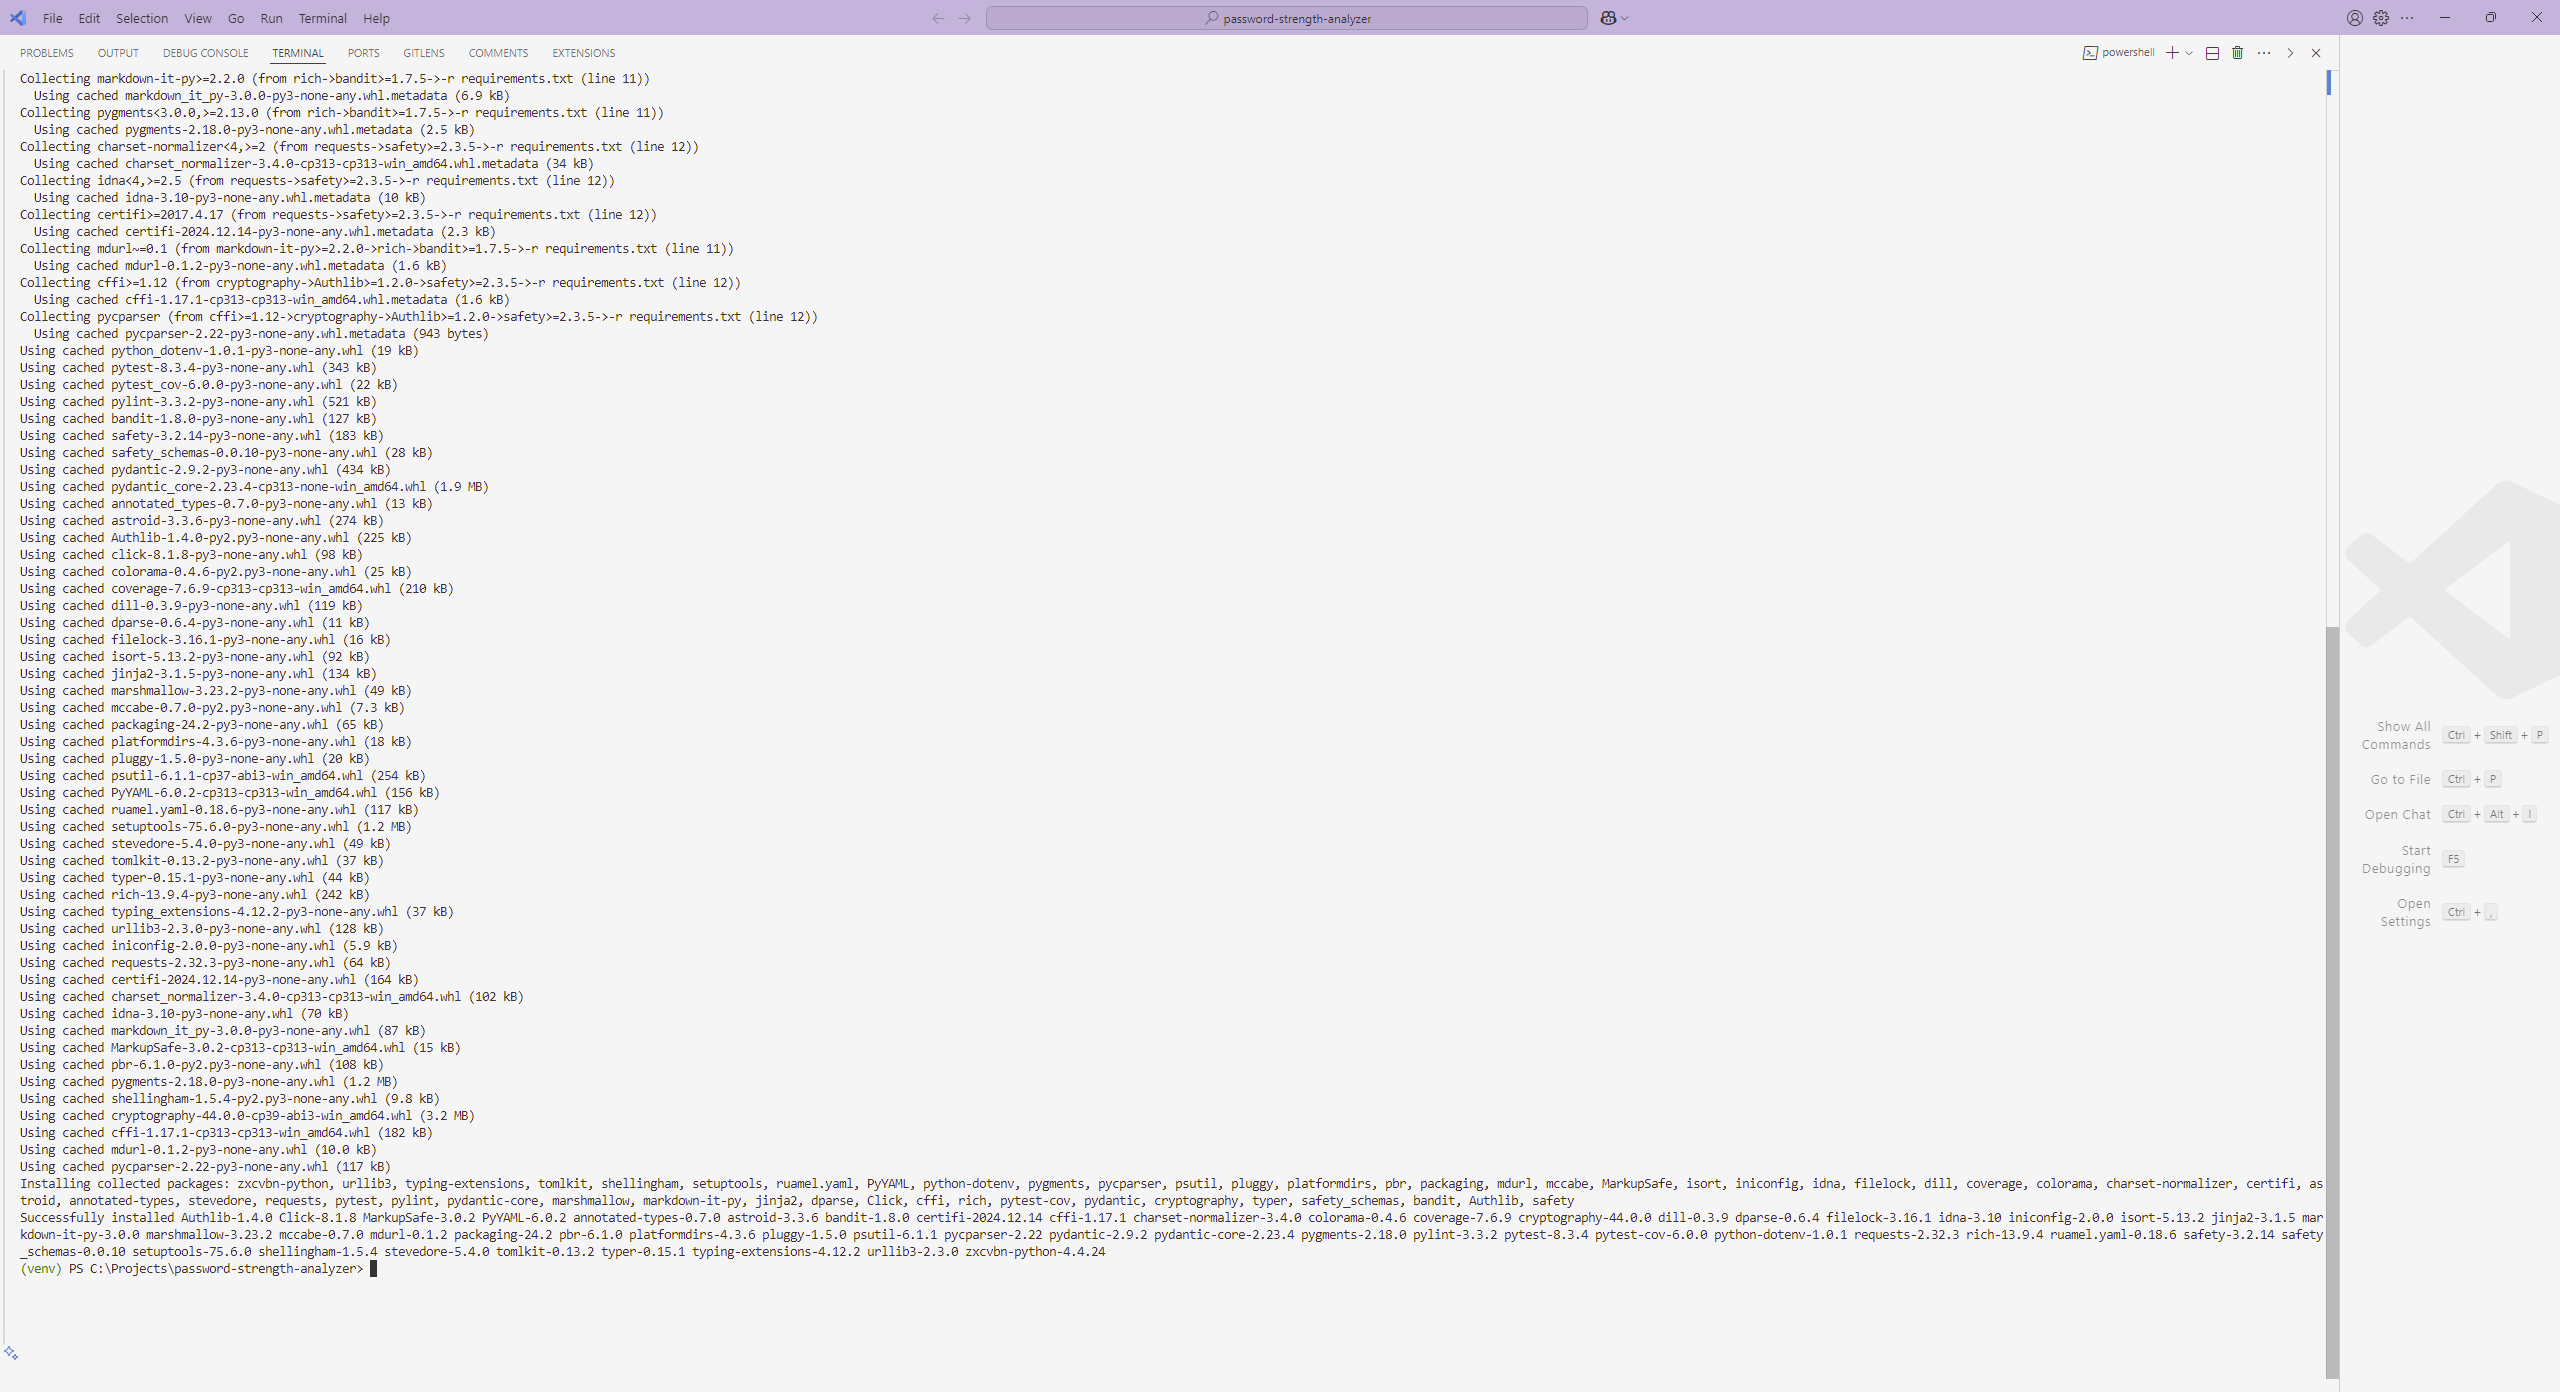 File Edit Selection View Go Run Terminal Help
password-strength-analyzer
PROBLEMS OUTPUT DEBUG CONSOLE TERMINAL PORTS GITLENS COMMENTS EXTENSIONS
powershell
Collecting markdown-it-py>=2.2.0 (from rich->bandit>=1.7.5->-r requirements.txt (line 11))
Using cached markdown_it_py-3.0.0-py3-none-any.whl.metadata (6.9 kB)
Collecting pygments<3.0.0,>=2.13.0 (from rich->bandit>=1.7.5->-r requirements.txt (line 11))
Using cached pygments-2.18.0-py3-none-any.whl.metadata (2.5 kB)
Collecting charset-normalizer<4,>=2 (from requests->safety>=2.3.5->-r requirements.txt (line 12))
Using cached charset_normalizer-3.4.0-cp313-cp313-win_amd64.whl.metadata (34 kB)
Collecting idna<4,>=2.5 (from requests->safety>=2.3.5->-r requirements.txt (line 12))
Using cached idna-3.10-py3-none-any.whl.metadata (10 kB)
Collecting certifi>=2017.4.17 (from requests->safety>=2.3.5->-r requirements.txt (line 12))
Using cached certifi-2024.12.14-py3-none-any.whl.metadata (2.3 kB)
Collecting mdurl~=0.1 (from markdown-it-py>=2.2.0->rich->bandit>=1.7.5->-r requirements.txt (line 11))
Using cached mdurl-0.1.2-py3-none-any.whl.metadata (1.6 kB)
Collecting cffi>=1.12 (from cryptography->Authlib>=1.2.0->safety>=2.3.5->-r requirements.txt (line 12))
Using cached cffi-1.17.1-cp313-cp313-win_amd64.whl.metadata (1.6 kB)
Collecting pycparser (from cffi>=1.12->cryptography->Authlib>=1.2.0->safety>=2.3.5->-r requirements.txt (line 12))
Using cached pycparser-2.22-py3-none-any.whl.metadata (943 bytes)
Using cached python_dotenv-1.0.1-py3-none-any.whl (19 kB)
Using cached pytest-8.3.4-py3-none-any.whl (343 kB)
Using cached pytest_cov-6.0.0-py3-none-any.whl (22 kB)
Using cached pylint-3.3.2-py3-none-any.whl (521 kB)
Using cached bandit-1.8.0-py3-none-any.whl (127 kB)
Using cached safety-3.2.14-py3-none-any.whl (183 kB)
Using cached safety_schemas-0.0.10-py3-none-any.whl (28 kB)
Using cached pydantic-2.9.2-py3-none-any.whl (434 kB)
Using cached pydantic_core-2.23.4-cp313-none-win_amd64.whl (1.9 MB)
Using cached annotated_types-0.7.0-py3-none-any.whl (13 kB)
Using cached astroid-3.3.6-py3-none-any.whl (274 kB)
Using cached Authlib-1.4.0-py2.py3-none-any.whl (225 kB)
Using cached click-8.1.8-py3-none-any.whl (98 kB)
Using cached colorama-0.4.6-py2.py3-none-any.whl (25 kB)
Using cached coverage-7.6.9-cp313-cp313-win_amd64.whl (210 kB)
Using cached dill-0.3.9-py3-none-any.whl (119 kB)
Using cached dparse-0.6.4-py3-none-any.whl (11 kB)
Using cached filelock-3.16.1-py3-none-any.whl (16 kB)
Using cached isort-5.13.2-py3-none-any.whl (92 kB)
Using cached jinja2-3.1.5-py3-none-any.whl (134 kB)
Using cached marshmallow-3.23.2-py3-none-any.whl (49 kB)
Using cached mccabe-0.7.0-py2.py3-none-any.whl (7.3 kB)
Using cached packaging-24.2-py3-none-any.whl (65 kB)
Using cached platformdirs-4.3.6-py3-none-any.whl (18 kB)
Using cached pluggy-1.5.0-py3-none-any.whl (20 kB)
Using cached psutil-6.1.1-cp37-abi3-win_amd64.whl (254 kB)
Using cached PyYAML-6.0.2-cp313-cp313-win_amd64.whl (156 kB)
Using cached ruamel.yaml-0.18.6-py3-none-any.whl (117 kB)
Using cached setuptools-75.6.0-py3-none-any.whl (1.2 MB)
Using cached stevedore-5.4.0-py3-none-any.whl (49 kB)
Using cached tomlkit-0.13.2-py3-none-any.whl (37 kB)
Using cached typer-0.15.1-py3-none-any.whl (44 kB)
Using cached rich-13.9.4-py3-none-any.whl (242 kB)
Using cached typing_extensions-4.12.2-py3-none-any.whl (37 kB)
Using cached urllib3-2.3.0-py3-none-any.whl (128 kB)
Using cached iniconfig-2.0.0-py3-none-any.whl (5.9 kB)
Using cached requests-2.32.3-py3-none-any.whl (64 kB)
Using cached certifi-2024.12.14-py3-none-any.whl (164 kB)
Using cached charset_normalizer-3.4.0-cp313-cp313-win_amd64.whl (102 kB)
Using cached idna-3.10-py3-none-any.whl (70 kB)
Using cached markdown_it_py-3.0.0-py3-none-any.whl (87 kB)
Using cached MarkupSafe-3.0.2-cp313-cp313-win_amd64.whl (15 kB)
Using cached pbr-6.1.0-py2.py3-none-any.whl (108 kB)
Using cached pygments-2.18.0-py3-none-any.whl (1.2 MB)
Using cached shellingham-1.5.4-py2.py3-none-any.whl (9.8 kB)
Using cached cryptography-44.0.0-cp39-abi3-win_amd64.whl (3.2 MB)
Using cached cffi-1.17.1-cp313-cp313-win_amd64.whl (182 kB)
Using cached mdurl-0.1.2-py3-none-any.whl (10.0 kB)
Using cached pycparser-2.22-py3-none-any.whl (117 kB)
Installing collected packages: zxcvbn-python, urllib3, typing-extensions, tomlkit, shellingham, setuptools, ruamel.yaml, PyYAML, python-dotenv, pygments, pycparser, psutil, pluggy, platformdirs, pbr, packaging, mdurl, mccabe, MarkupSafe, isort, iniconfig, idna, filelock, dill, coverage, colorama, charset-normalizer, certifi, as
troid, annotated-types, stevedore, requests, pytest, pylint, pydantic-core, marshmallow, markdown-it-py, jinja2, dparse, Click, cffi, rich, pytest-cov, pydantic, cryptography, typer, safety_schemas, bandit, Authlib, safety
Successfully installed Authlib-1.4.0 Click-8.1.8 MarkupSafe-3.0.2 PyYAML-6.0.2 annotated-types-0.7.0 astroid-3.3.6 bandit-1.8.0 certifi-2024.12.14 cffi-1.17.1 charset-normalizer-3.4.0 colorama-0.4.6 coverage-7.6.9 cryptography-44.0.0 dill-0.3.9 dparse-0.6.4 filelock-3.16.1 idna-3.10 iniconfig-2.0.0 isort-5.13.2 jinja2-3.1.5 mar
kdown-it-py-3.0.0 marshmallow-3.23.2 mccabe-0.7.0 mdurl-0.1.2 packaging-24.2 pbr-6.1.0 platformdirs-4.3.6 pluggy-1.5.0 psutil-6.1.1 pycparser-2.22 pydantic-2.9.2 pydantic-core-2.23.4 pygments-2.18.0 pylint-3.3.2 pytest-8.3.4 pytest-cov-6.0.0 python-dotenv-1.0.1 requests-2.32.3 rich-13.9.4 ruamel.yaml-0.18.6 safety-3.2.14 safety
_schemas-0.0.10 setuptools-75.6.0 shellingham-1.5.4 stevedore-5.4.0 tomlkit-0.13.2 typer-0.15.1 typing-extensions-4.12.2 urllib3-2.3.0 zxcvbn-python-4.4.24
(venv) PS C:\Projects\password-strength-analyzer>
Show All
Commands Ctrl + Shift + P
Go to File Ctrl + P
Open Chat Ctrl + Alt + I
Start
Debugging F5
Open
Settings Ctrl + ,